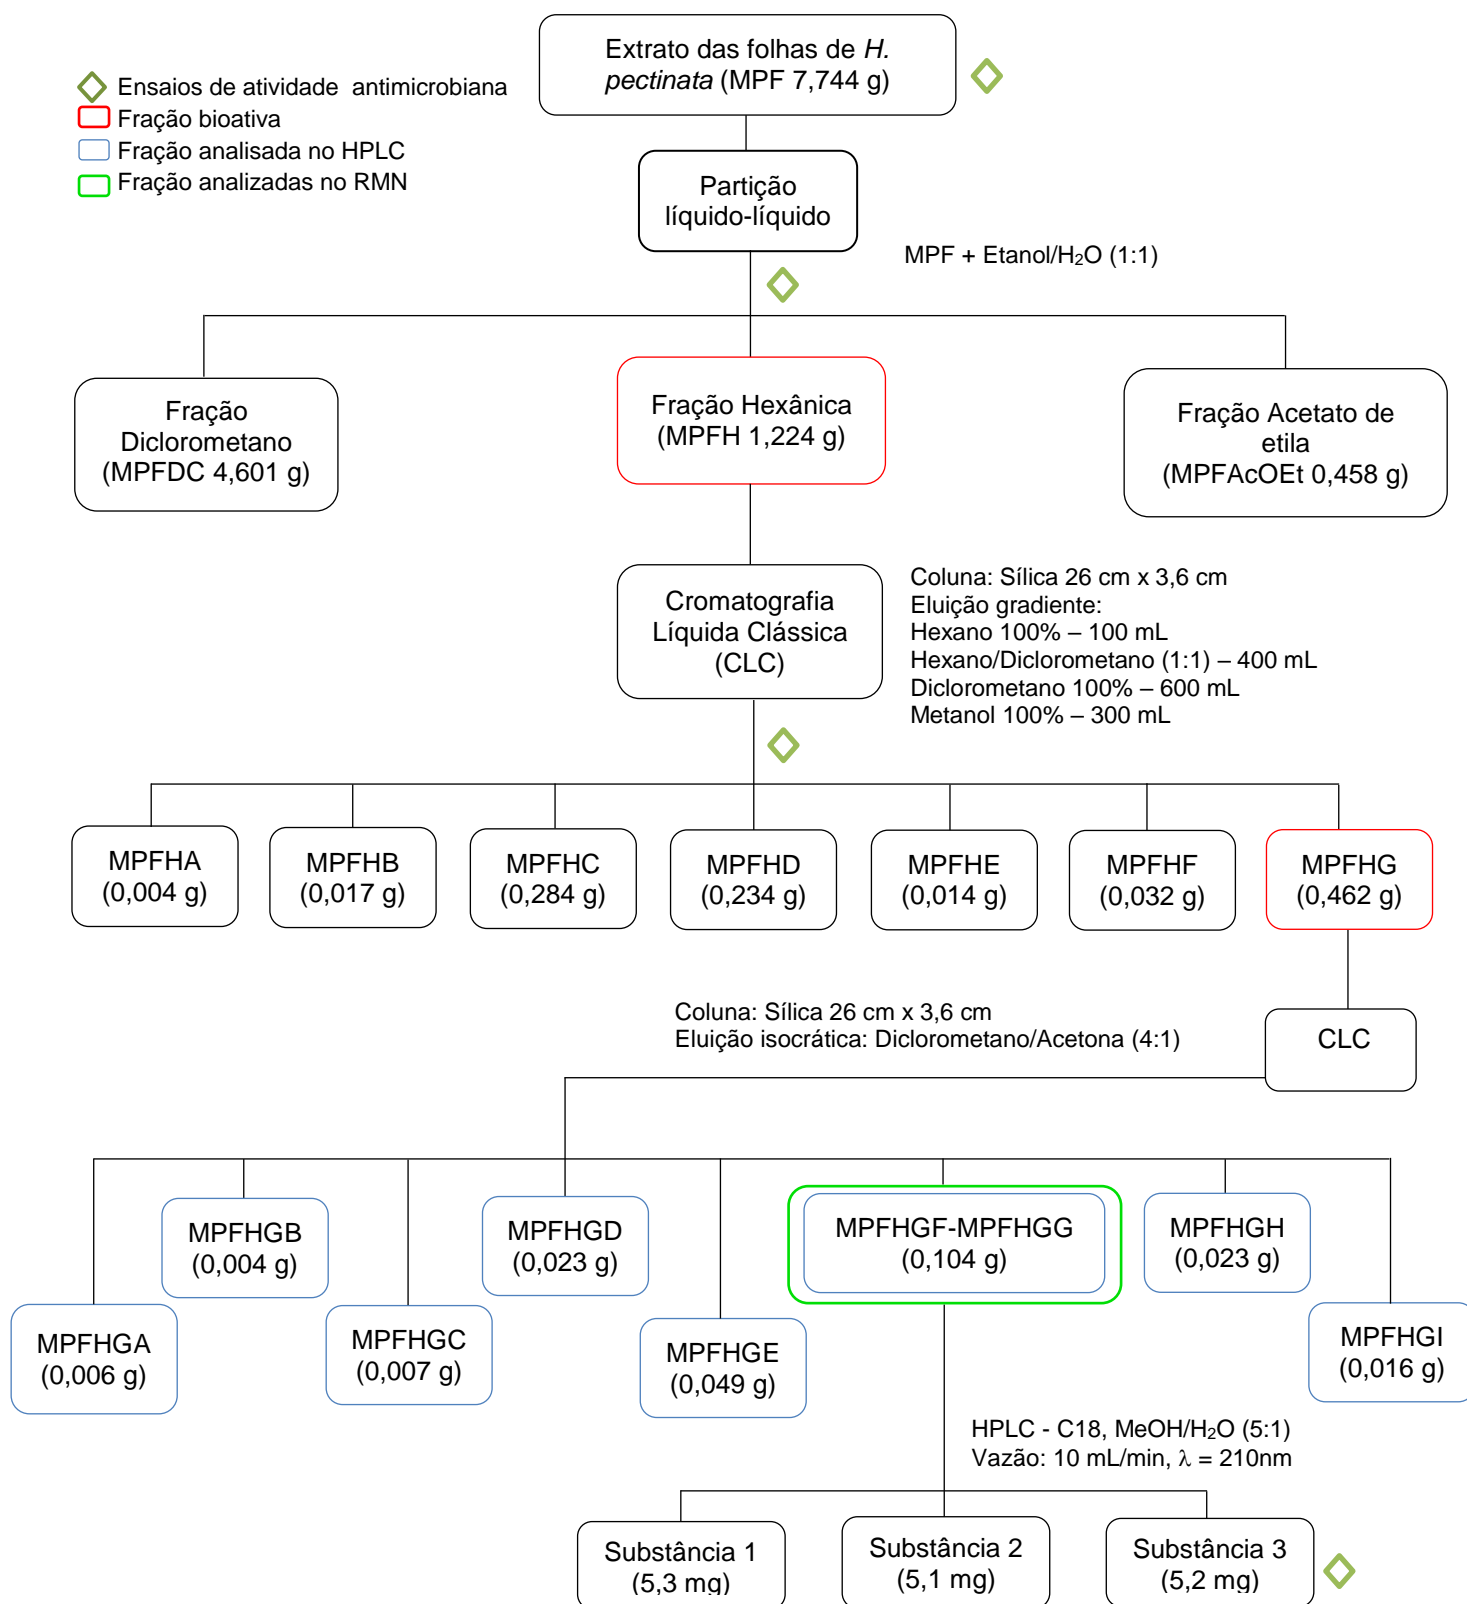 Extrato das folhas de H.
pectinata (MPF 7,744 g)
Ensaios de atividade antimicrobiana
Fração bioativa
Fração analisada no HPLC
Fração analizadas no RMN
Partição
líquido-líquido
MPF + Etanol/H₂O (1:1)
Fração
Diclorometano
(MPFDC 4,601 g)
Fração Hexânica
(MPFH 1,224 g)
Fração Acetato de
etila
(MPFAcOEt 0,458 g)
Cromatografia
Líquida Clássica
(CLC)
Coluna: Sílica 26 cm x 3,6 cm
Eluição gradiente:
Hexano 100% – 100 mL
Hexano/Diclorometano (1:1) – 400 mL
Diclorometano 100% – 600 mL
Metanol 100% – 300 mL
MPFHA
(0,004 g)
MPFHB
(0,017 g)
MPFHC
(0,284 g)
MPFHD
(0,234 g)
MPFHE
(0,014 g)
MPFHF
(0,032 g)
MPFHG
(0,462 g)
Coluna: Sílica 26 cm x 3,6 cm
Eluição isocrática: Diclorometano/Acetona (4:1)
CLC
MPFHGA
(0,006 g)
MPFHGB
(0,004 g)
MPFHGC
(0,007 g)
MPFHGD
(0,023 g)
MPFHGE
(0,049 g)
MPFHGF-MPFHGG
(0,104 g)
MPFHGH
(0,023 g)
MPFHGI
(0,016 g)
HPLC - C18, MeOH/H₂O (5:1)
Vazão: 10 mL/min, λ = 210nm
Substância 1
(5,3 mg)
Substância 2
(5,1 mg)
Substância 3
(5,2 mg)